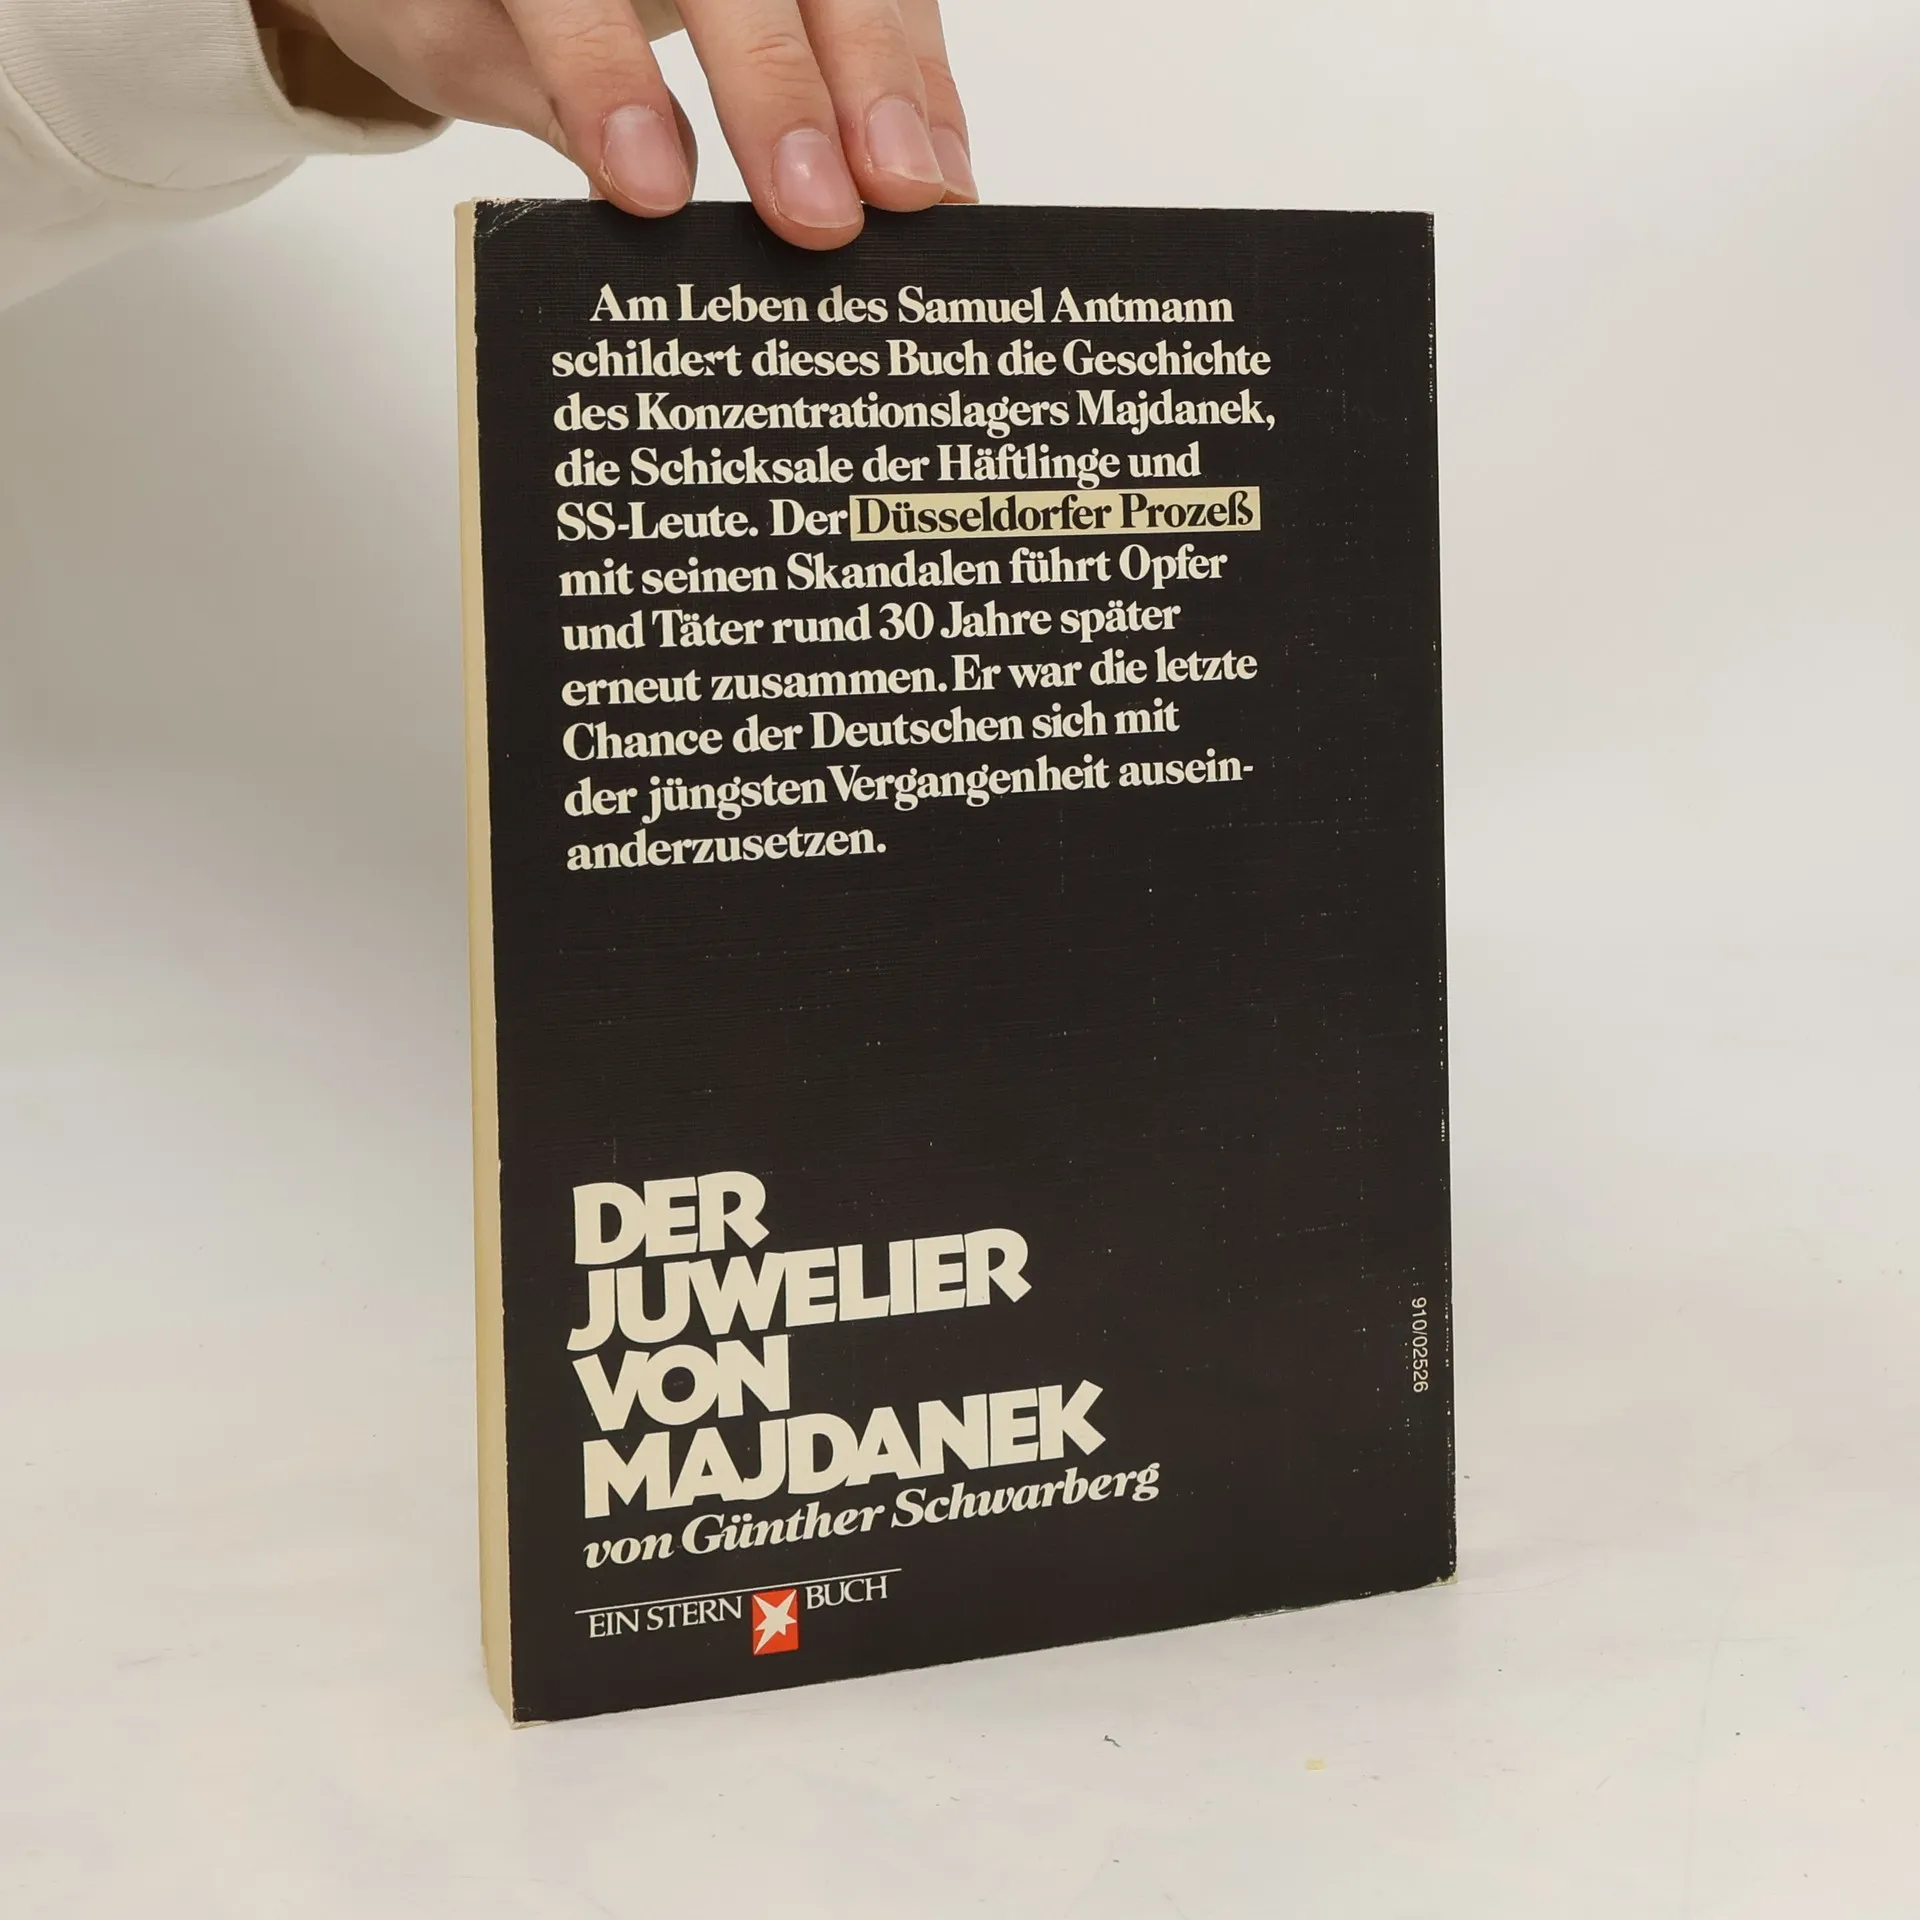 Am Leben des Samuel Antmann
schildert dieses Buch die Geschichte
des Konzentrationslagers Majdanek,
die Schicksale der Häftlinge und
SS-Leute. Der Düsseldorfer Prozeß
mit seinen Skandalen führt Opfer
und Täter rund 30 Jahre später
erneut zusammen. Er war die letzte
Chance der Deutschen sich mit
der jüngsten Vergangenheit ausein-
anderzusetzen.
DER
JUWELIER
VON
MAJDANEK
von Günther Schwarberg
EIN STERN BUCH
910/02526